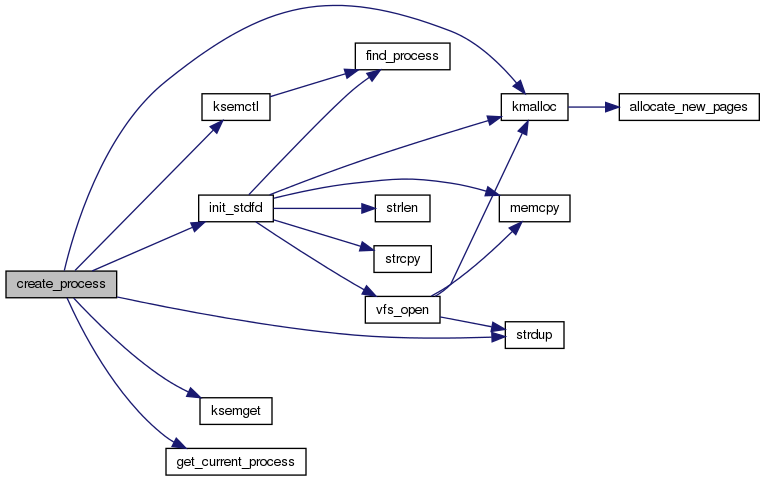 find_process
ksemctl
kmalloc
allocate_new_pages
init_stdfd
strlen
memcpy
strcpy
create_process
vfs_open
strdup
ksemget
get_current_process